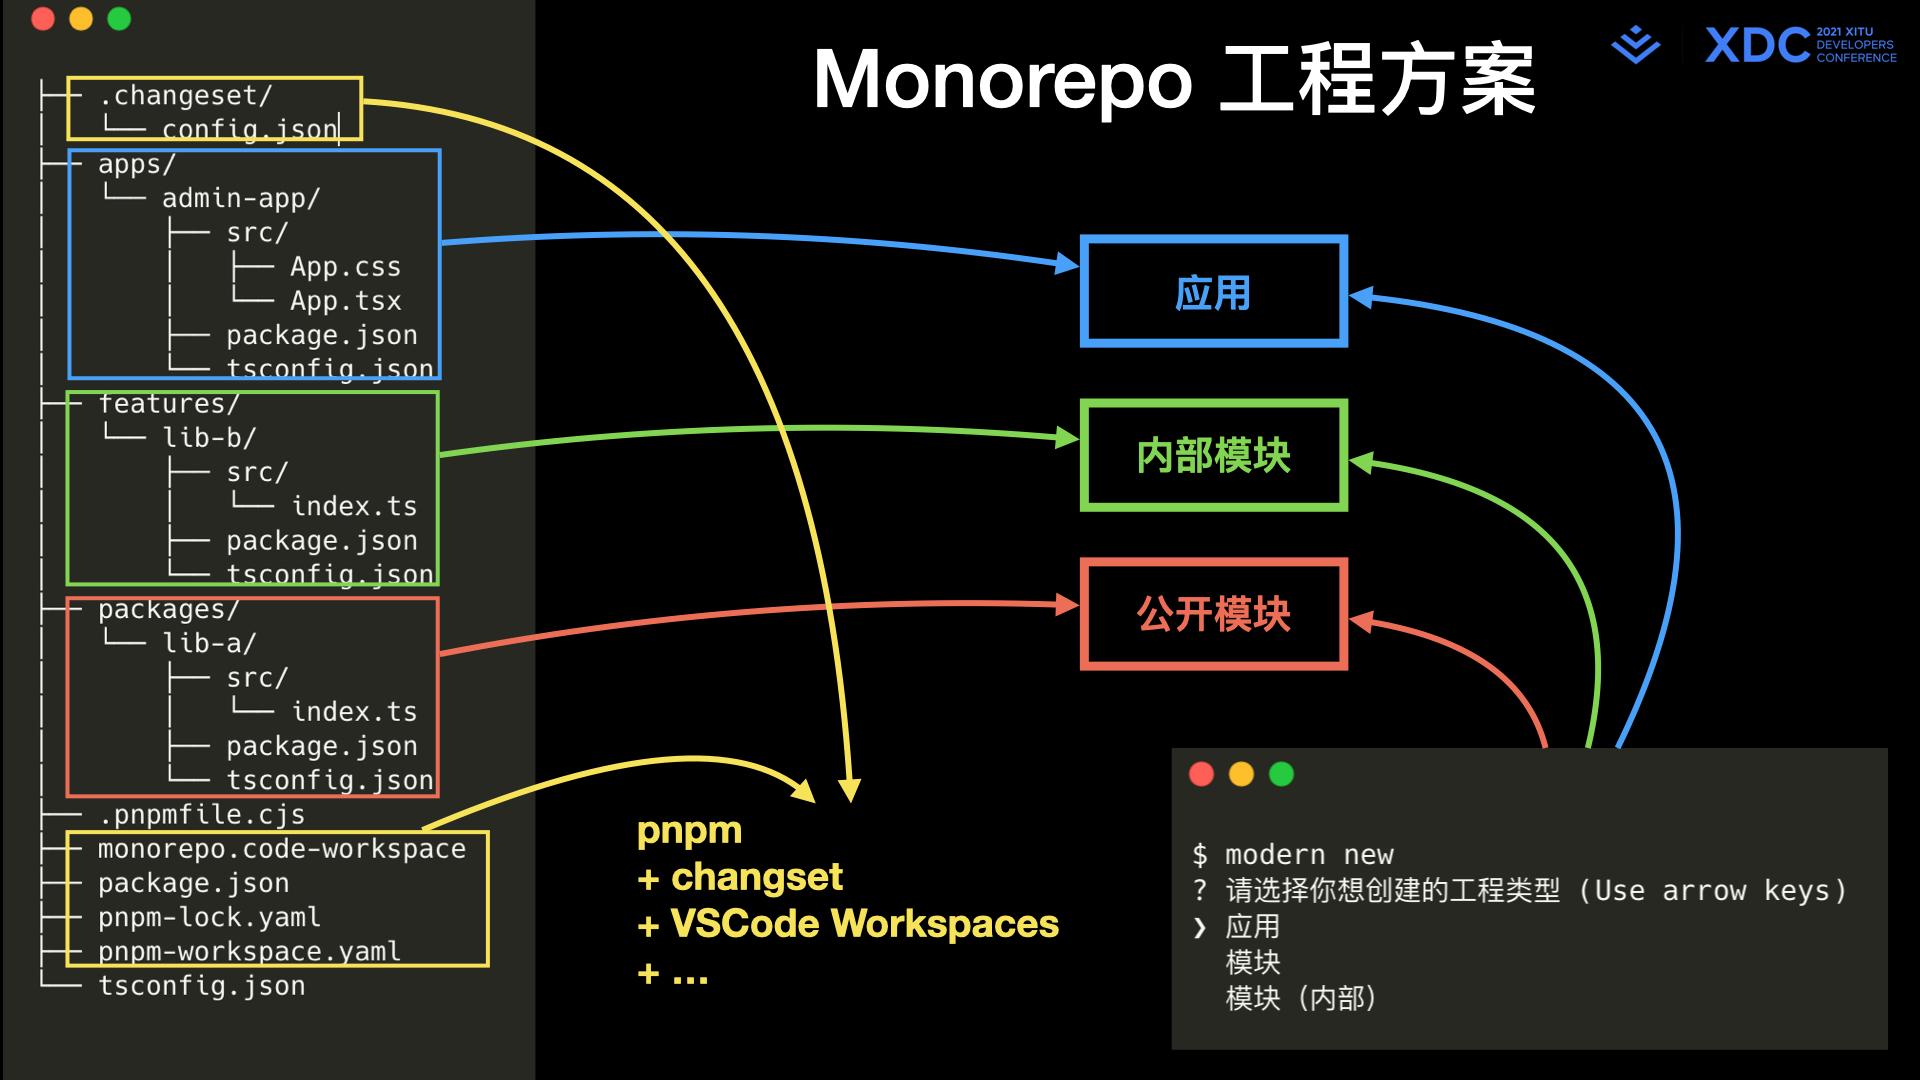 Monorepo 工程方案
XDC
2021 XITU
DEVELOPERS
CONFERENCE
├── .changeset/
│   └── config.json
├── apps/
│   └── admin-app/
│       ├── src/
│       │   ├── App.css
│       │   └── App.tsx
│       ├── package.json
│       └── tsconfig.json
├── features/
│   └── lib-b/
│       ├── src/
│       │   └── index.ts
│       ├── package.json
│       └── tsconfig.json
├── packages/
│   └── lib-a/
│       ├── src/
│       │   └── index.ts
│       ├── package.json
│       └── tsconfig.json
├── .pnpmfile.cjs
├── monorepo.code-workspace
├── package.json
├── pnpm-lock.yaml
├── pnpm-workspace.yaml
└── tsconfig.json
应用
内部模块
公开模块
pnpm
+ changset
+ VSCode Workspaces
+ ...
$ modern new
? 请选择你想创建的工程类型 (Use arrow keys)
❯ 应用
模块
模块 (内部)